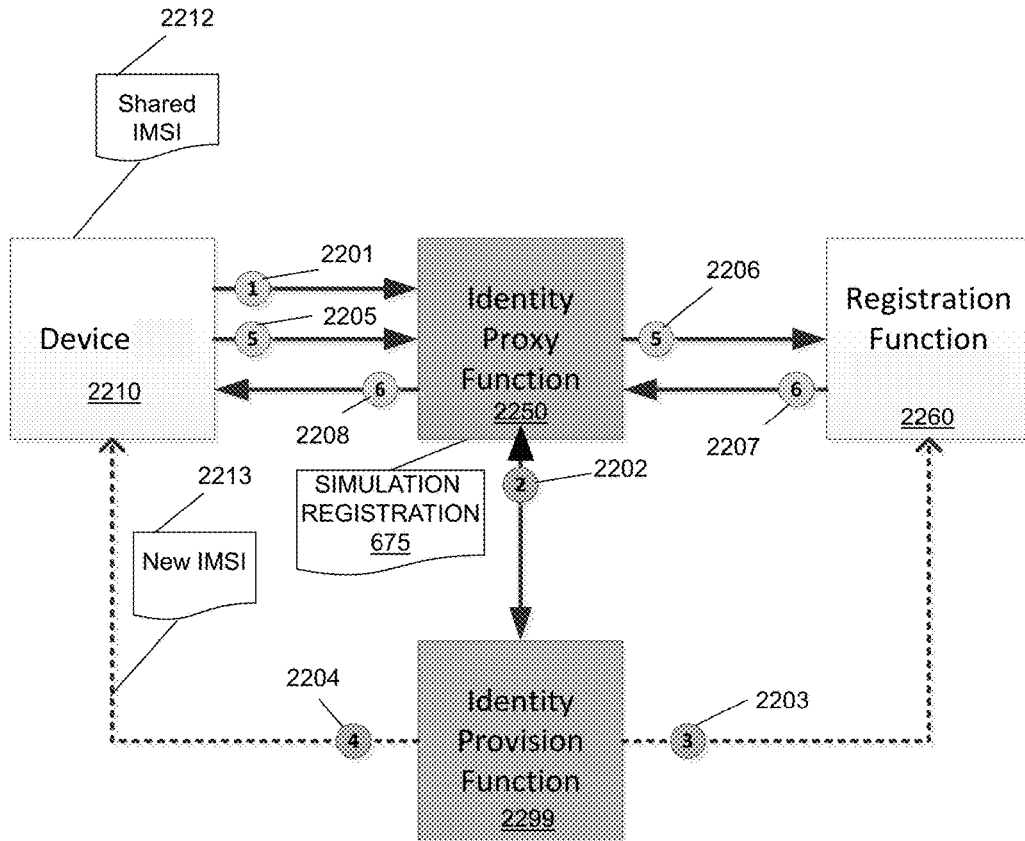 2212
Shared
IMSI
2201
1
2205
5
Device
2210
Identity
Proxy
Function
2250
2206
5
Registration
Function
2260
6
2208
6
2207
2213
New IMSI
SIMULATION
REGISTRATION
675
2
2202
2204
4
Identity
Provision
Function
2299
2203
3